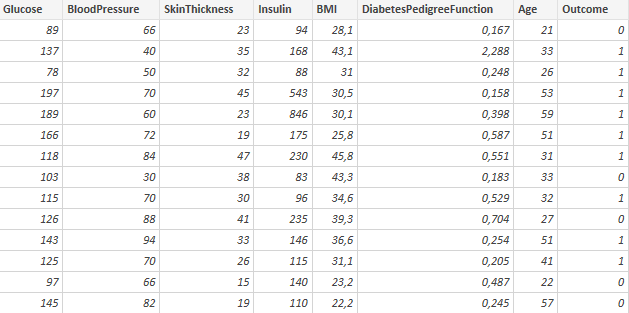 Glucose BloodPressure SkinThickness Insulin BMI DiabetesPedigreeFunction Age Outcome
89 66 23 94 28,1 0,167 21 0
137 40 35 168 43,1 2,288 33 1
78 50 32 88 31 0,248 26 1
197 70 45 543 30,5 0,158 53 1
189 60 23 846 30,1 0,398 59 1
166 72 19 175 25,8 0,587 51 1
118 84 47 230 45,8 0,551 31 1
103 30 38 83 43,3 0,183 33 0
115 70 30 96 34,6 0,529 32 1
126 88 41 235 39,3 0,704 27 0
143 94 33 146 36,6 0,254 51 1
125 70 26 115 31,1 0,205 41 1
97 66 15 140 23,2 0,487 22 0
145 82 19 110 22,2 0,245 57 0